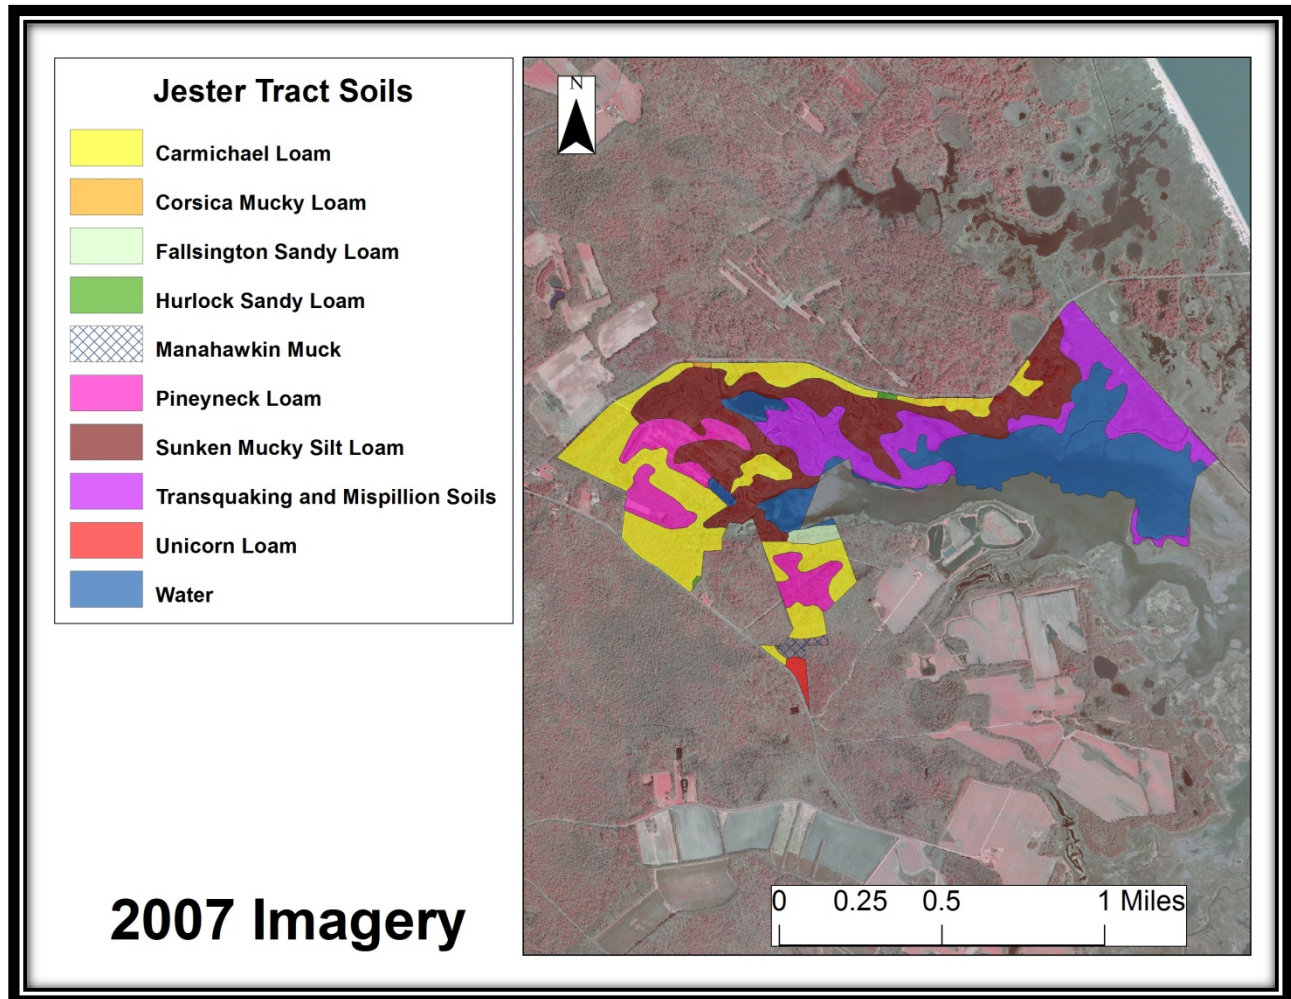 Jester Tract Soils
Carmichael Loam
Corsica Mucky Loam
Fallsington Sandy Loam
Hurlock Sandy Loam
Manahawkin Muck
Pineyneck Loam
Sunken Mucky Silt Loam
Transquaking and Mispillion Soils
Unicorn Loam
Water
2007 Imagery
N
0 0.25 0.5 1 Miles